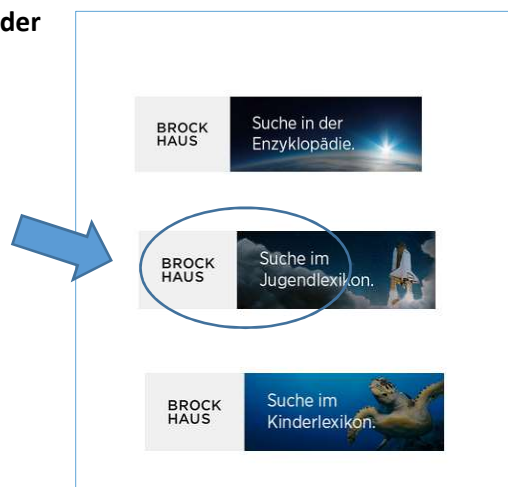 der
BROCK
HAUS
Suche in der
Enzyklopädie.
BROCK
HAUS
Suche im
Jugendlexikon.
BROCK
HAUS
Suche im
Kinderlexikon.